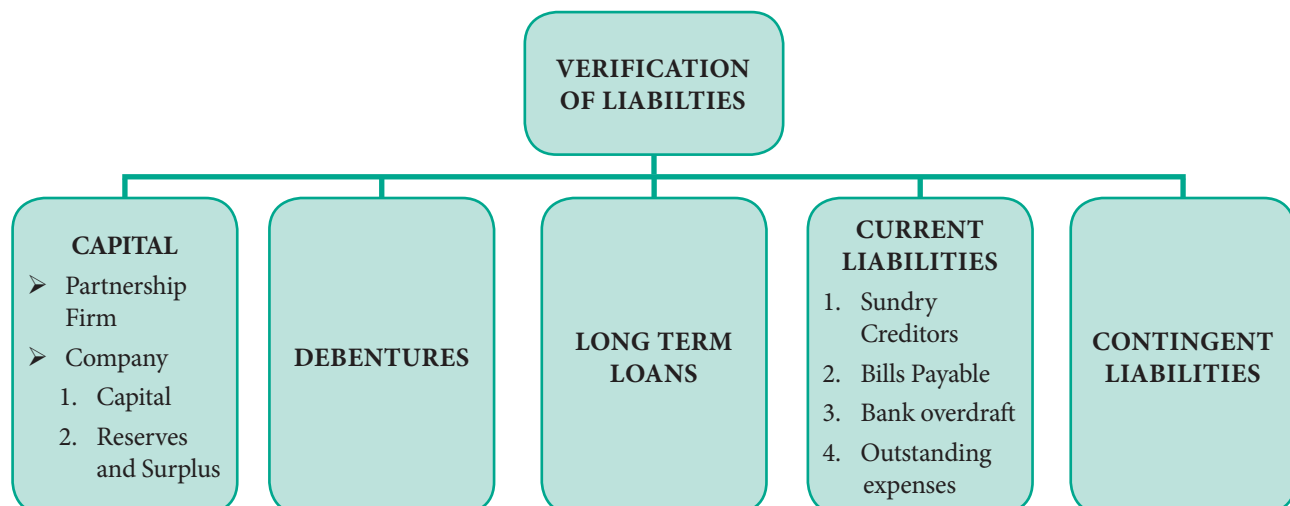 VERIFICATION
OF LIABILTIES
CAPITAL
➢ Partnership
Firm
➢ Company
1. Capital
2. Reserves
and Surplus
DEBENTURES
LONG TERM
LOANS
CURRENT
LIABILITIES
1. Sundry
Creditors
2. Bills Payable
3. Bank overdraft
4. Outstanding
expenses
CONTINGENT
LIABILITIES